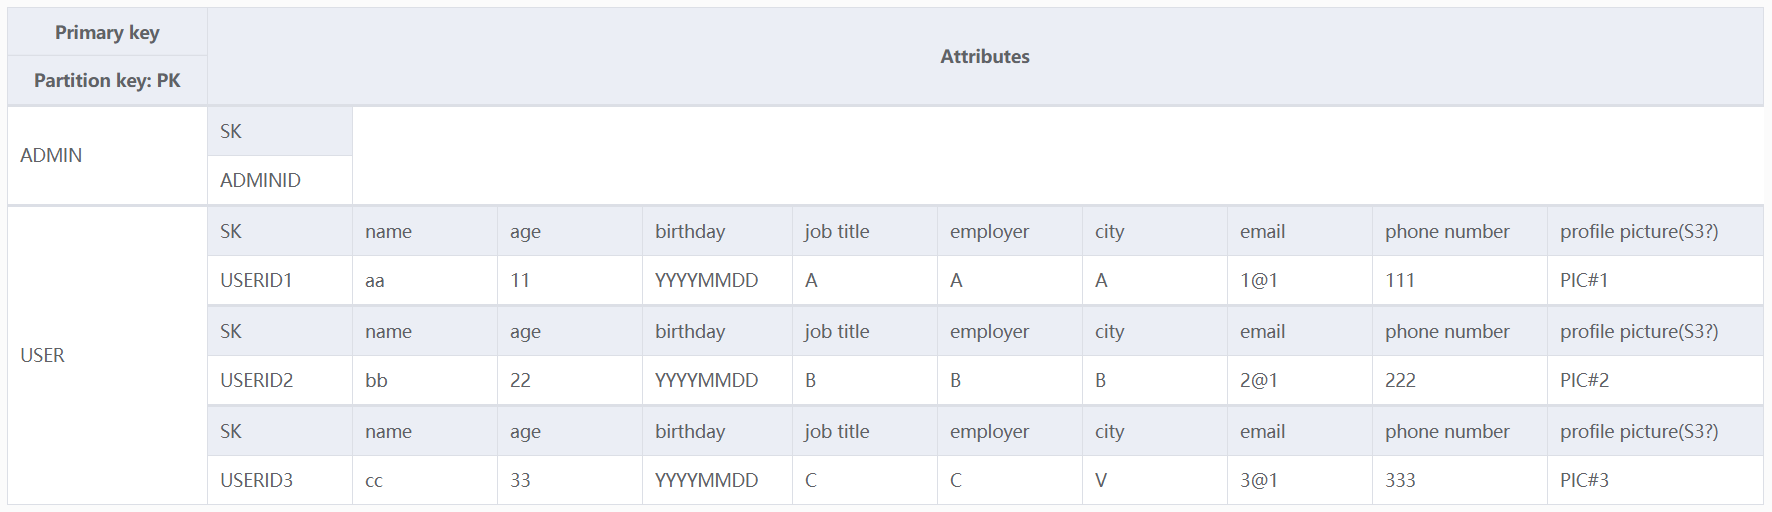 Primary key
Attributes
Partition key: PK
ADMIN
SK
ADMINID
USER
SK name age birthday job title employer city email phone number profile picture(S3?)
USERID1 aa 11 YYYYMMDD A A A 1@1 111 PIC#1
SK name age birthday job title employer city email phone number profile picture(S3?)
USERID2 bb 22 YYYYMMDD B B B 2@1 222 PIC#2
SK name age birthday job title employer city email phone number profile picture(S3?)
USERID3 cc 33 YYYYMMDD C C V 3@1 333 PIC#3